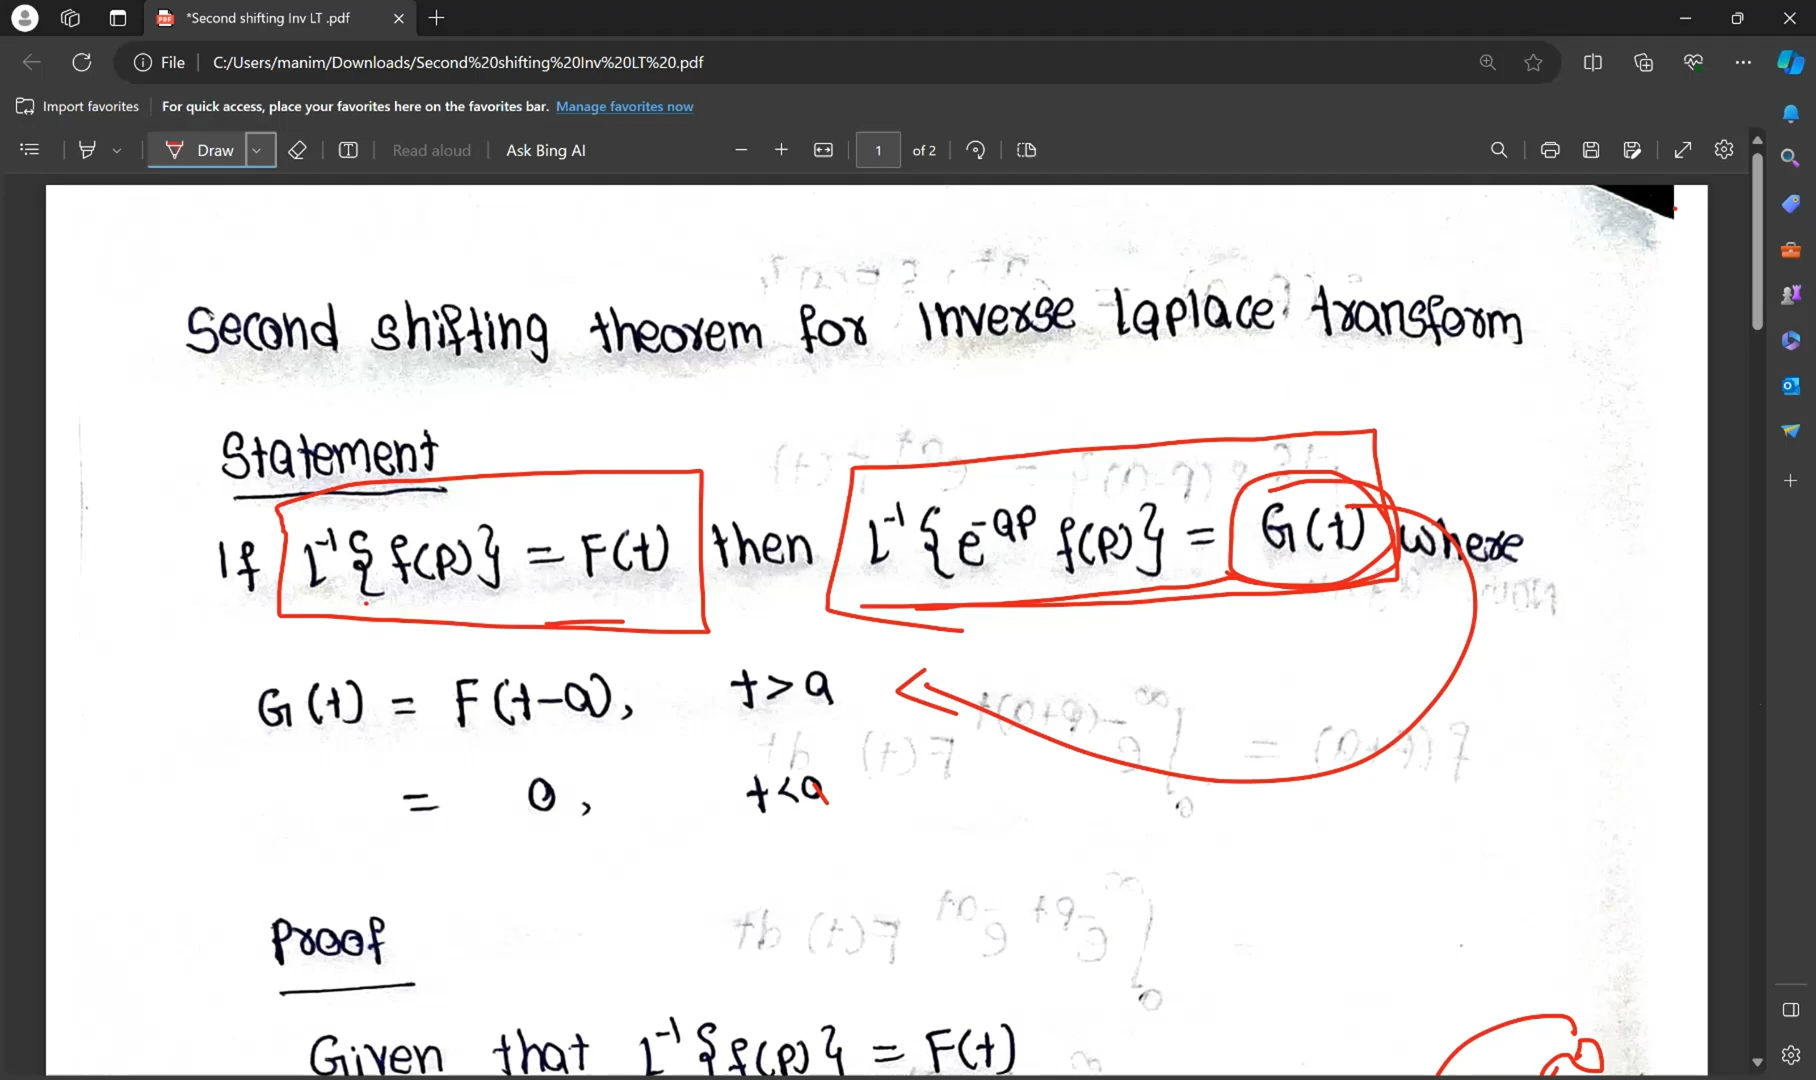 *Second shifting Inv LT .pdf
File C:/Users/manim/Downloads/Second%20shifting%20Inv%20LT%20.pdf
Import favorites For quick access, place your favorites here on the favorites bar. Manage favorites now
Draw Read aloud Ask Bing AI 1 of 2
Second shifting theorem for Inverse Laplace transform
Statement
If L⁻¹{f(p)} = F(t) then L⁻¹{e^-ap f(p)} = G(t) where
G(t) = F(t-a), t>a
= 0, t<a
Proof
Given that L⁻¹{f(p)} = F(t)